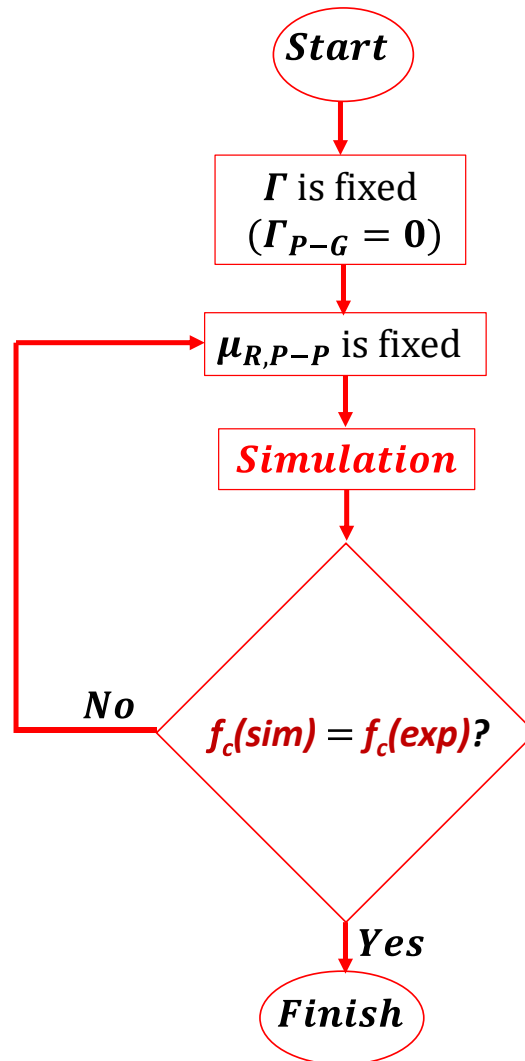 Start
Γ is fixed
(Γ_{P−G} = 0)
μ_{R,P−P} is fixed
Simulation
No
f_c(sim) = f_c(exp)?
Yes
Finish